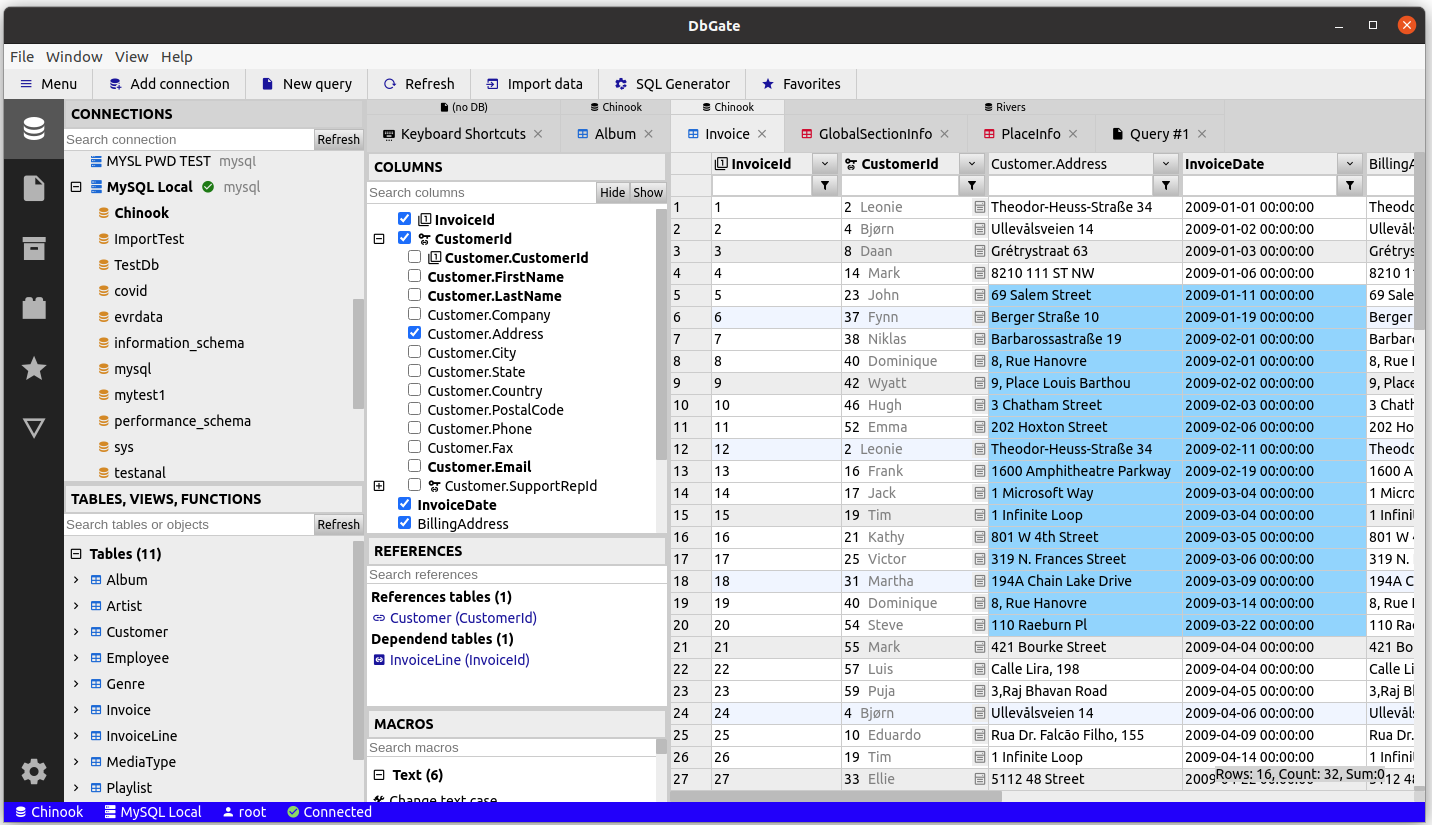 DbGate
File Window View Help
Menu Add connection New query Refresh Import data SQL Generator Favorites
(no DB) Chinook Chinook Rivers
Keyboard Shortcuts Album Invoice GlobalSectionInfo PlaceInfo Query #1
CONNECTIONS
Search connection Refresh
MYSL PWD TEST mysql
MySQL Local mysql
Chinook
ImportTest
TestDb
covid
evrdata
information_schema
mysql
mytest1
performance_schema
sys
testanal
TABLES, VIEWS, FUNCTIONS
Search tables or objects Refresh
Tables (11)
Album
Artist
Customer
Employee
Genre
Invoice
InvoiceLine
MediaType
Playlist
COLUMNS
Search columns Hide Show
InvoiceId
CustomerId
Customer.CustomerId
Customer.FirstName
Customer.LastName
Customer.Company
Customer.Address
Customer.City
Customer.State
Customer.Country
Customer.PostalCode
Customer.Phone
Customer.Fax
Customer.Email
Customer.SupportRepId
InvoiceDate
BillingAddress
REFERENCES
Search references
References tables (1)
Customer (CustomerId)
Dependend tables (1)
InvoiceLine (InvoiceId)
MACROS
Search macros
Text (6)
Change text case
InvoiceId CustomerId Customer.Address InvoiceDate BillingA
1 1 2 Leonie Theodor-Heuss-Straße 34 2009-01-01 00:00:00 Theodo
2 2 4 Bjørn Ullevålsveien 14 2009-01-02 00:00:00 Ullevåls
3 3 8 Daan Grétrystraat 63 2009-01-03 00:00:00 Grétrys
4 4 14 Mark 8210 111 ST NW 2009-01-06 00:00:00 8210 1
5 5 23 John 69 Salem Street 2009-01-11 00:00:00 69 Sale
6 6 37 Fynn Berger Straße 10 2009-01-19 00:00:00 Berger
7 7 38 Niklas Barbarossastraße 19 2009-02-01 00:00:00 Barbaro
8 8 40 Dominique 8, Rue Hanovre 2009-02-01 00:00:00 8, Rue
9 9 42 Wyatt 9, Place Louis Barthou 2009-02-02 00:00:00 9, Place
10 10 46 Hugh 3 Chatham Street 2009-02-03 00:00:00 3 Chath
11 11 52 Emma 202 Hoxton Street 2009-02-06 00:00:00 202 Ho
12 12 2 Leonie Theodor-Heuss-Straße 34 2009-02-11 00:00:00 Theodo
13 13 16 Frank 1600 Amphitheatre Parkway 2009-02-19 00:00:00 1600 A
14 14 17 Jack 1 Microsoft Way 2009-03-04 00:00:00 1 Micro
15 15 19 Tim 1 Infinite Loop 2009-03-04 00:00:00 1 Infini
16 16 21 Kathy 801 W 4th Street 2009-03-05 00:00:00 801 W
17 17 25 Victor 319 N. Frances Street 2009-03-06 00:00:00 319 N.
18 18 31 Martha 194A Chain Lake Drive 2009-03-09 00:00:00 194A C
19 19 40 Dominique 8, Rue Hanovre 2009-03-14 00:00:00 8, Rue
20 20 54 Steve 110 Raeburn Pl 2009-03-22 00:00:00 110 Ra
21 21 55 Mark 421 Bourke Street 2009-04-04 00:00:00 421 Bo
22 22 57 Luis Calle Lira, 198 2009-04-04 00:00:00 Calle Li
23 23 59 Puja 3,Raj Bhavan Road 2009-04-05 00:00:00 3,Raj B
24 24 4 Bjørn Ullevålsveien 14 2009-04-06 00:00:00 Ullevåls
25 25 10 Eduardo Rua Dr. Falcão Filho, 155 2009-04-09 00:00:00 Rua Dr.
26 26 19 Tim 1 Infinite Loop 2009-04-14 00:00:00 1 Infini
27 27 33 Ellie 5112 48 Street 5112 48
Rows: 16, Count: 32, Sum:0
Chinook MySQL Local root Connected